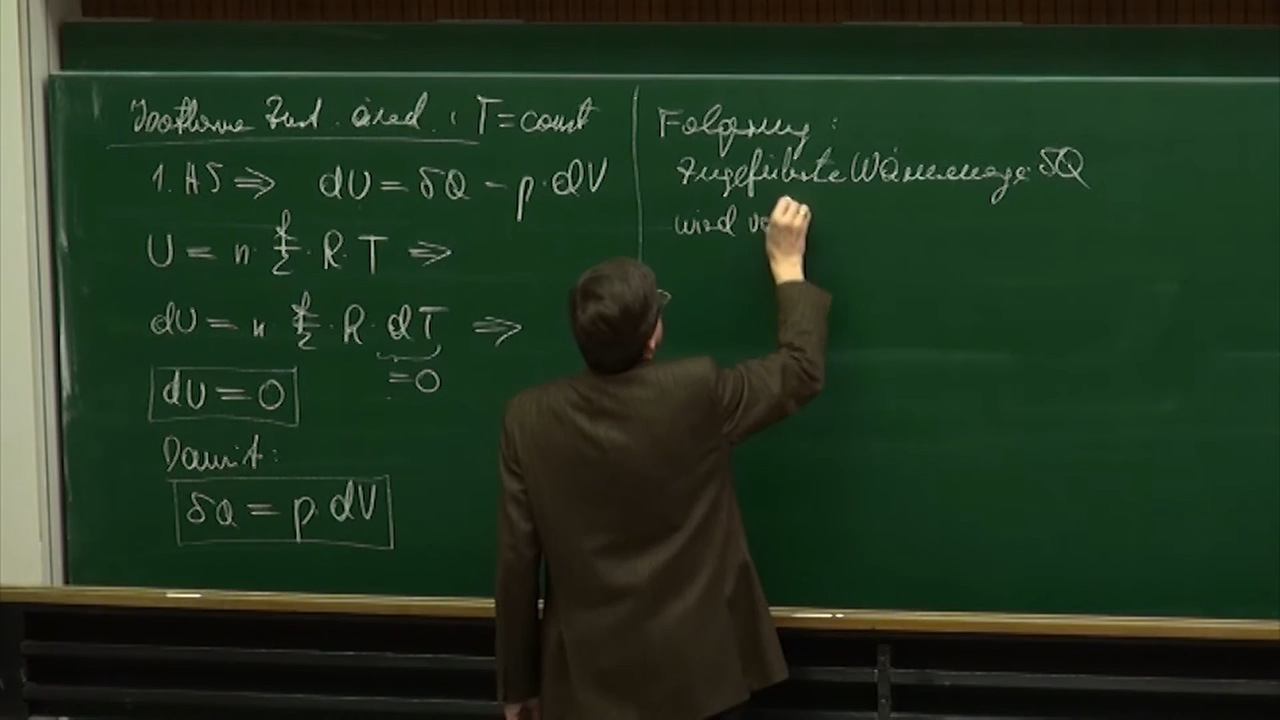 Isotherme Zust. änd. : T = const
1. HS ⇒ dU = δQ - p · dV
U = n · f/2 · R · T ⇒
dU = n · f/2 · R · dT ⇒
= 0
dU = 0
Damit:
δQ = p · dV
Folgerung :
Zugeführte Wärmemenge δQ
wird vo